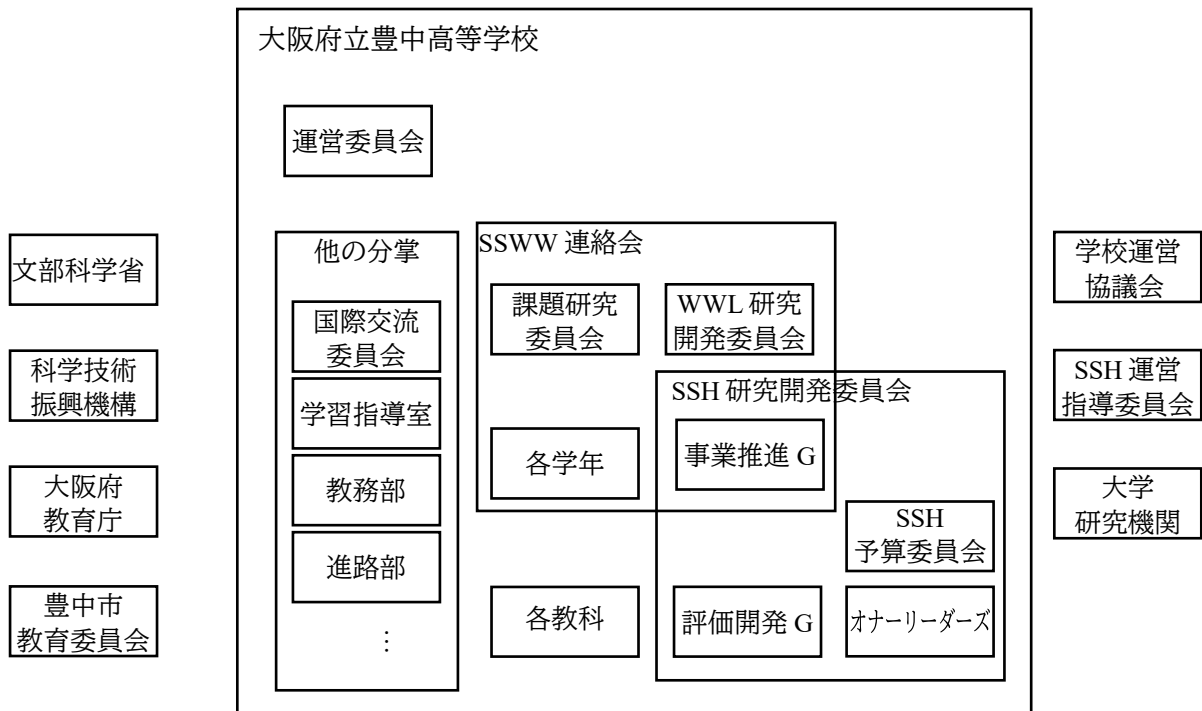 大阪府立豊中高等学校
運営委員会
文部科学省
科学技術
振興機構
大阪府
教育庁
豊中市
教育委員会
他の分掌
国際交流
委員会
学習指導室
教務部
進路部
⋮
SSWW 連絡会
課題研究
委員会
WWL 研究
開発委員会
各学年
SSH 研究開発委員会
事業推進 G
SSH
予算委員会
各教科
評価開発 G
オナーリーダーズ
学校運営
協議会
SSH 運営
指導委員会
大学
研究機関